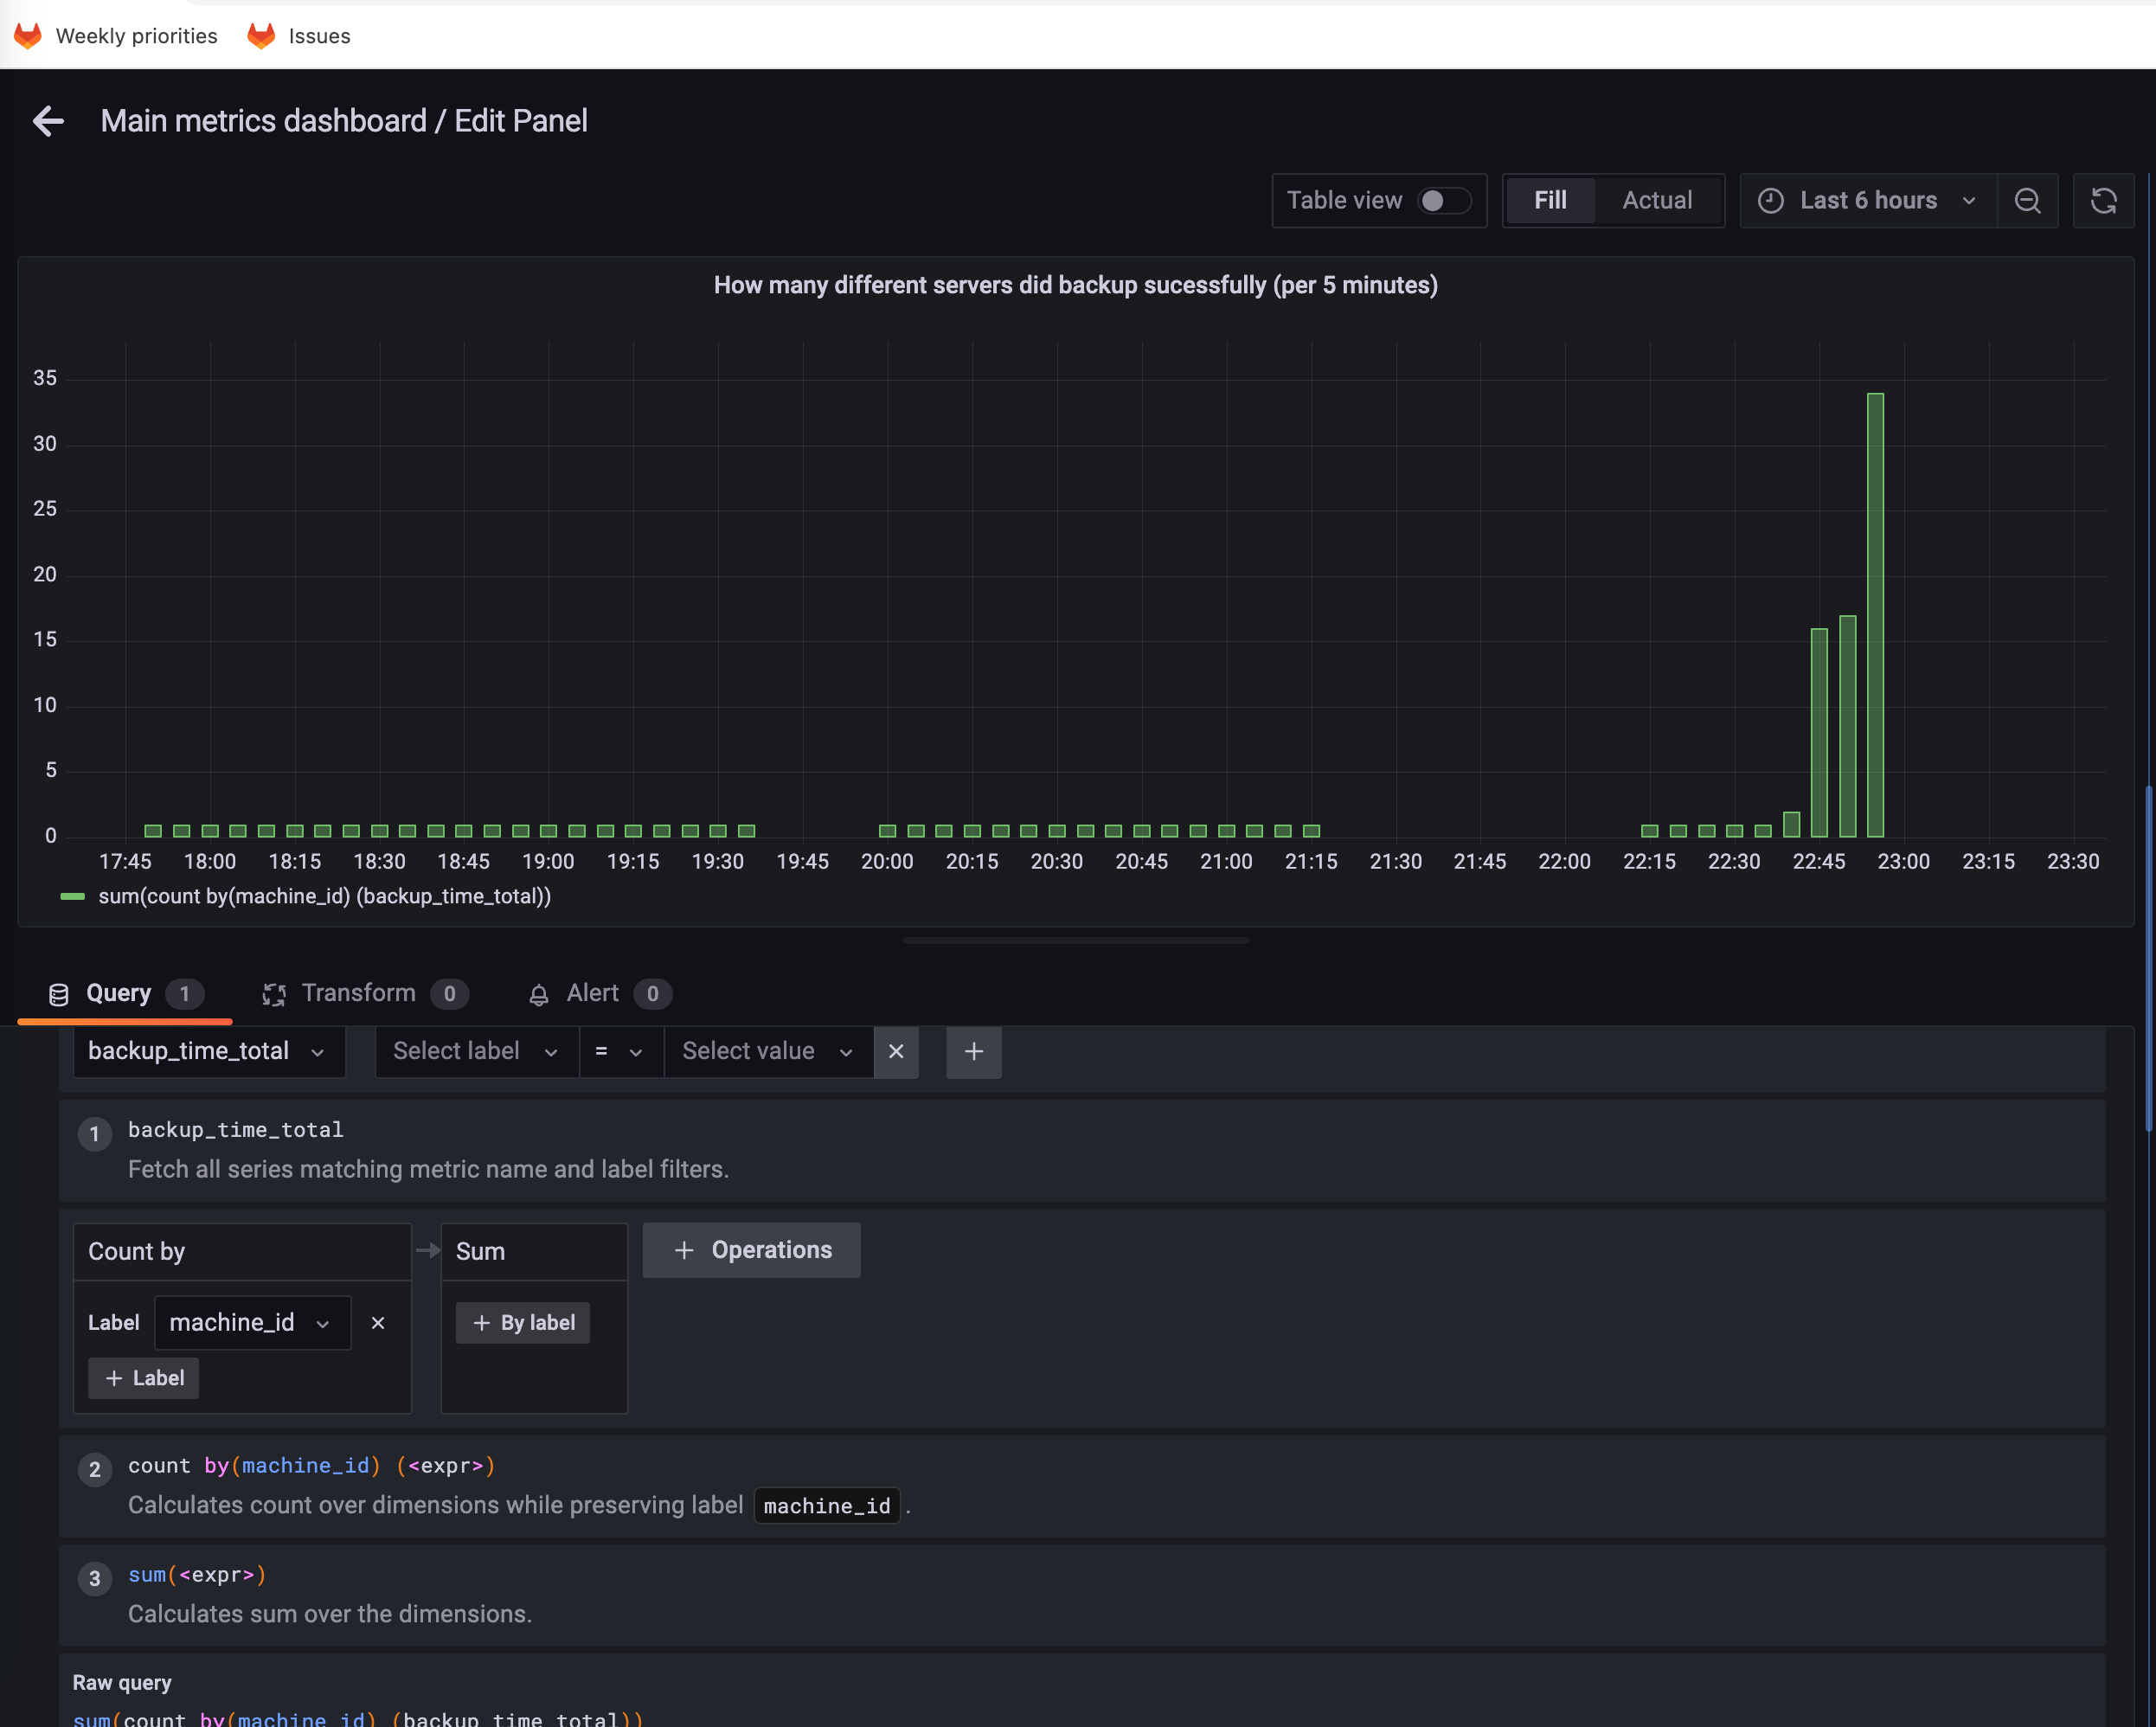 Weekly priorities Issues
Main metrics dashboard / Edit Panel
Table view Fill Actual Last 6 hours
How many different servers did backup sucessfully (per 5 minutes)
35
30
25
20
15
10
5
0
17:45 18:00 18:15 18:30 18:45 19:00 19:15 19:30 19:45 20:00 20:15 20:30 20:45 21:00 21:15 21:30 21:45 22:00 22:15 22:30 22:45 23:00 23:15 23:30
sum(count by(machine_id) (backup_time_total))
Query 1 Transform 0 Alert 0
backup_time_total Select label = Select value × +
1 backup_time_total
Fetch all series matching metric name and label filters.
Count by Sum + Operations
Label machine_id × + By label
+ Label
2 count by(machine_id) (<expr>)
Calculates count over dimensions while preserving label machine_id .
3 sum(<expr>)
Calculates sum over the dimensions.
Raw query
sum(count by(machine_id) (backup_time_total))